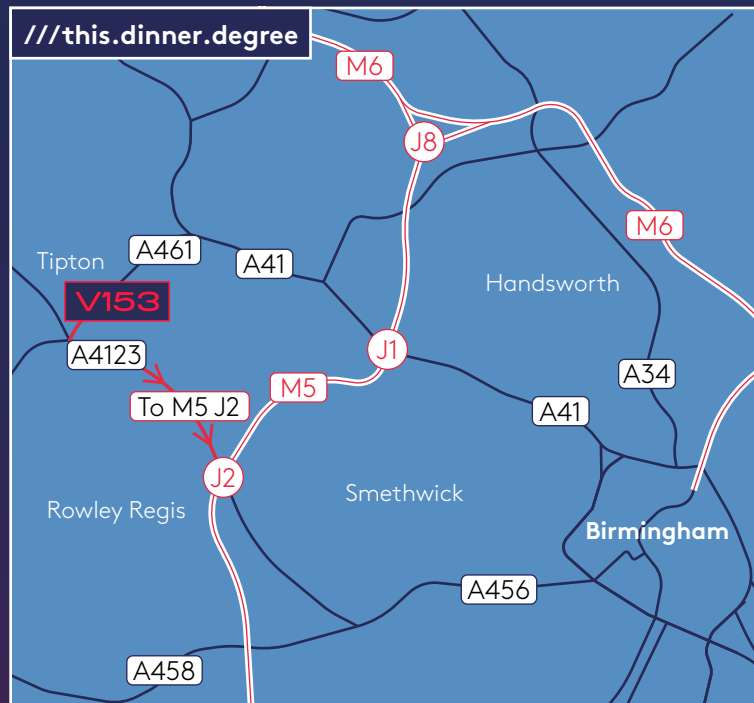 ///this.dinner.degree
M6
J8
M6
Tipton
A461
A41
Handsworth
V153
A4123
J1
A34
To M5 J2
M5
A41
J2
Smethwick
Rowley Regis
Birmingham
A456
A458